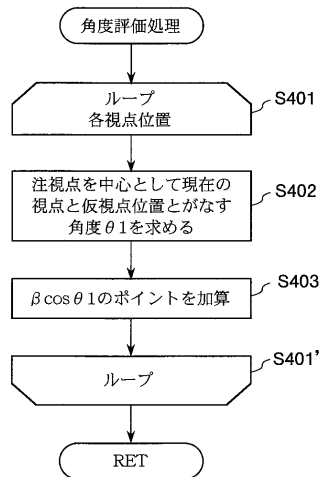 角度評価処理
ループ
各視点位置
S401
注視点を中心として現在の
視点と仮視点位置とがなす
角度θ1を求める
S402
βcosθ1のポイントを加算
S403
ループ
S401'
RET